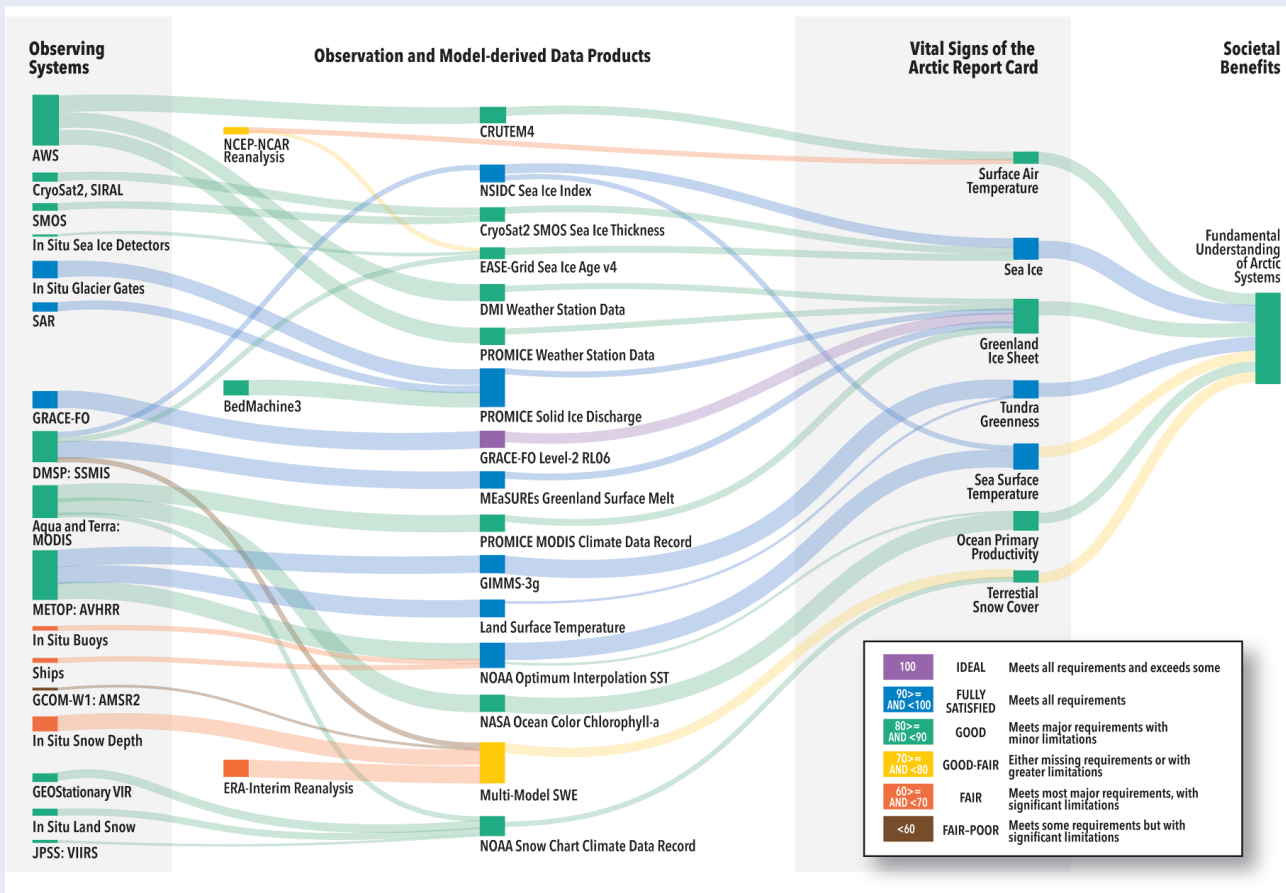 Observing
Systems
Observation and Model-derived Data Products
Vital Signs of the
Arctic Report Card
Societal
Benefits
AWS
CryoSat2, SIRAL
SMOS
In Situ Sea Ice Detectors
In Situ Glacier Gates
SAR
GRACE-FO
DMSP: SSMIS
Aqua and Terra:
MODIS
METOP: AVHRR
In Situ Buoys
Ships
GCOM-W1: AMSR2
In Situ Snow Depth
GEOStationary VIR
In Situ Land Snow
JPSS: VIIRS
NCEP-NCAR
Reanalysis
BedMachine3
ERA-Interim Reanalysis
CRUTEM4
NSIDC Sea Ice Index
CryoSat2 SMOS Sea Ice Thickness
EASE-Grid Sea Ice Age v4
DMI Weather Station Data
PROMICE Weather Station Data
PROMICE Solid Ice Discharge
GRACE-FO Level-2 RL06
MEaSUREs Greenland Surface Melt
PROMICE MODIS Climate Data Record
GIMMS-3g
Land Surface Temperature
NOAA Optimum Interpolation SST
NASA Ocean Color Chlorophyll-a
Multi-Model SWE
NOAA Snow Chart Climate Data Record
Surface Air
Temperature
Sea Ice
Greenland
Ice Sheet
Tundra
Greenness
Sea Surface
Temperature
Ocean Primary
Productivity
Terrestial
Snow Cover
Fundamental
Understanding
of Arctic
Systems
100 IDEAL Meets all requirements and exceeds some
90>=
AND <100
FULLY
SATISFIED
Meets all requirements
80>=
AND <90
GOOD
Meets major requirements with
minor limitations
70>=
AND <80
GOOD-FAIR
Either missing requirements or with
greater limitations
60>=
AND <70
FAIR
Meets most major requirements, with
significant limitations
<60
FAIR–POOR
Meets some requirements but with
significant limitations